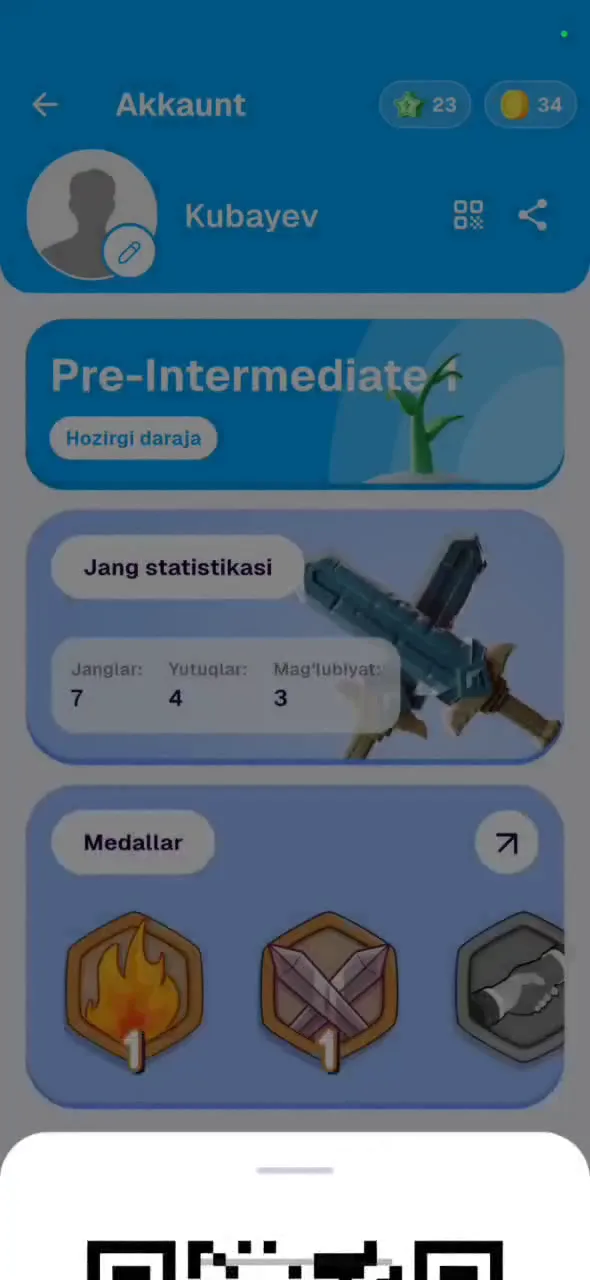 Akkaunt
23
34
Kubayev
Pre-Intermediate 1
Hozirgi daraja
Jang statistikasi
Janglar: Yutuqlar: Mag'lubiyat:
7 4 3
Medallar
1
1